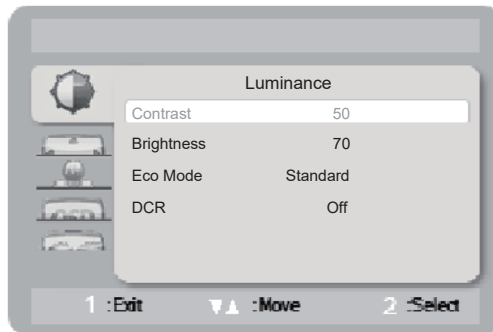 Luminance
Contrast 50
Brightness 70
Eco Mode Standard
DCR Off
1 :Exit ▼▲ :Move 2 :Select